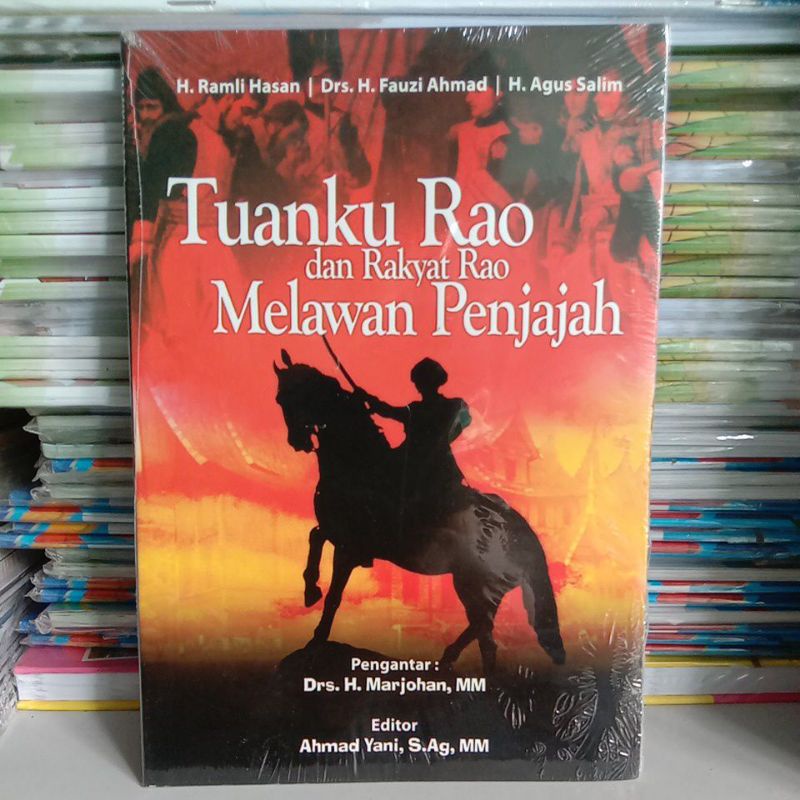 H. Ramli Hasan | Drs. H. Fauzi Ahmad | H. Agus Salim
Tuanku Rao
dan Rakyat Rao
Melawan Penjajah
Pengantar :
Drs. H. Marjohan, MM
Editor
Ahmad Yani, S.Ag, MM